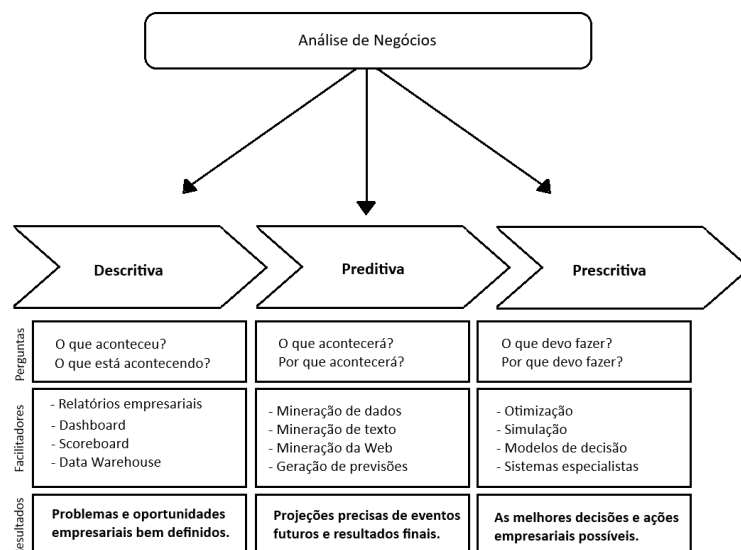 Análise de Negócios
Descritiva
Preditiva
Prescritiva
Perguntas
O que aconteceu?
O que está acontecendo?
O que acontecerá?
Por que acontecerá?
O que devo fazer?
Por que devo fazer?
Facilitadores
- Relatórios empresariais
- Dashboard
- Scoreboard
- Data Warehouse
- Mineração de dados
- Mineração de texto
- Mineração da Web
- Geração de previsões
- Otimização
- Simulação
- Modelos de decisão
- Sistemas especialistas
Resultados
Problemas e oportunidades
empresariais bem definidos.
Projeções precisas de eventos
futuros e resultados finais.
As melhores decisões e ações
empresariais possíveis.